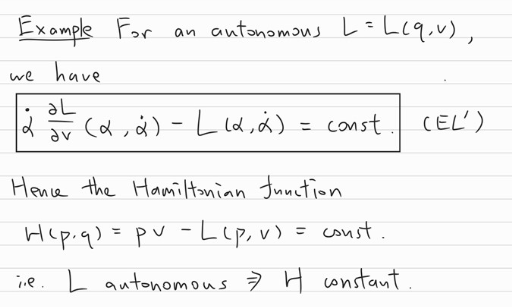 Example For an autonomous L = L(q,v),
we have
α̇ ∂L/∂v (α, α̇) - L(α, α̇) = const. (EL')
Hence the Hamiltonian function
H(p,q) = pv - L(p,v) = const.
i.e. L autonomous ⇒ H constant.